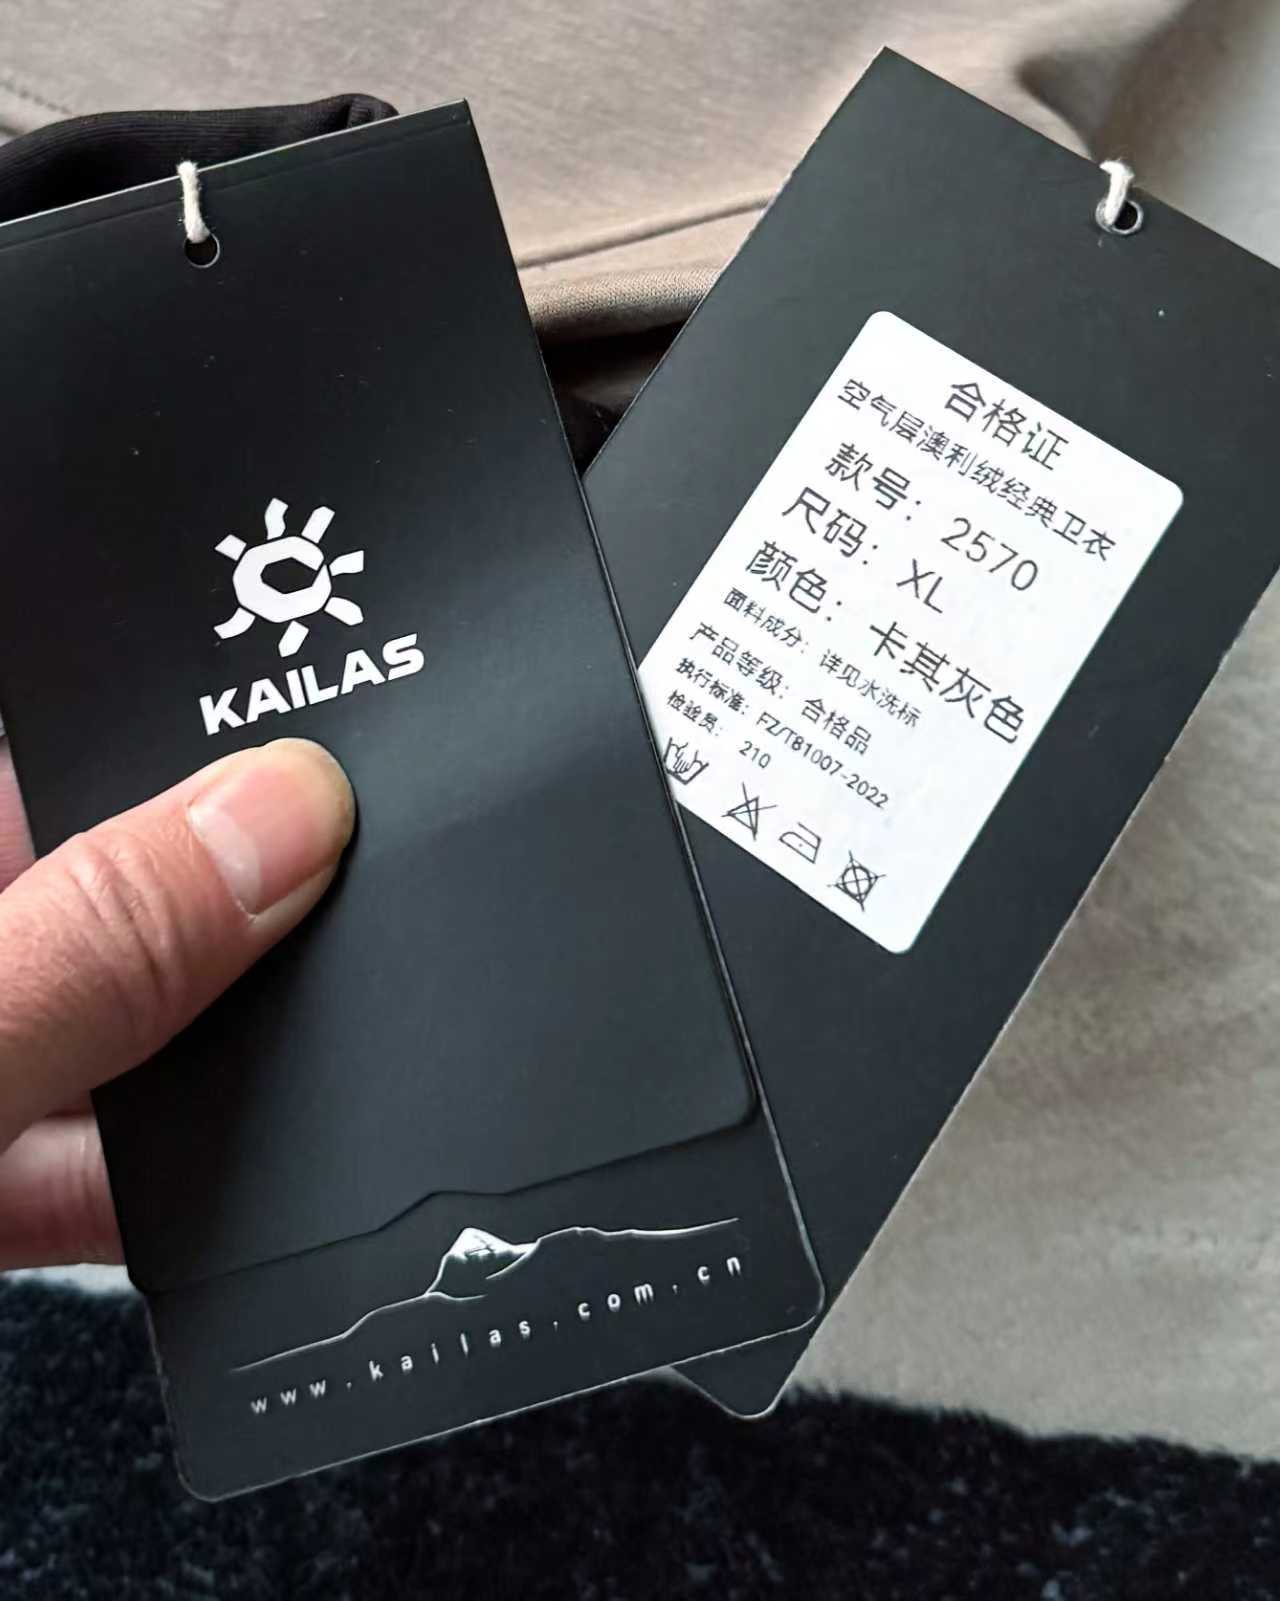 KAILAS
www.kailas.com.cn
合格证
空气层澳利绒经典卫衣
款号：2570
尺码：XL
颜色：卡其灰色
面料成分：详见水洗标
产品等级：合格品
执行标准：FZ/T81007-2022
检验员：210